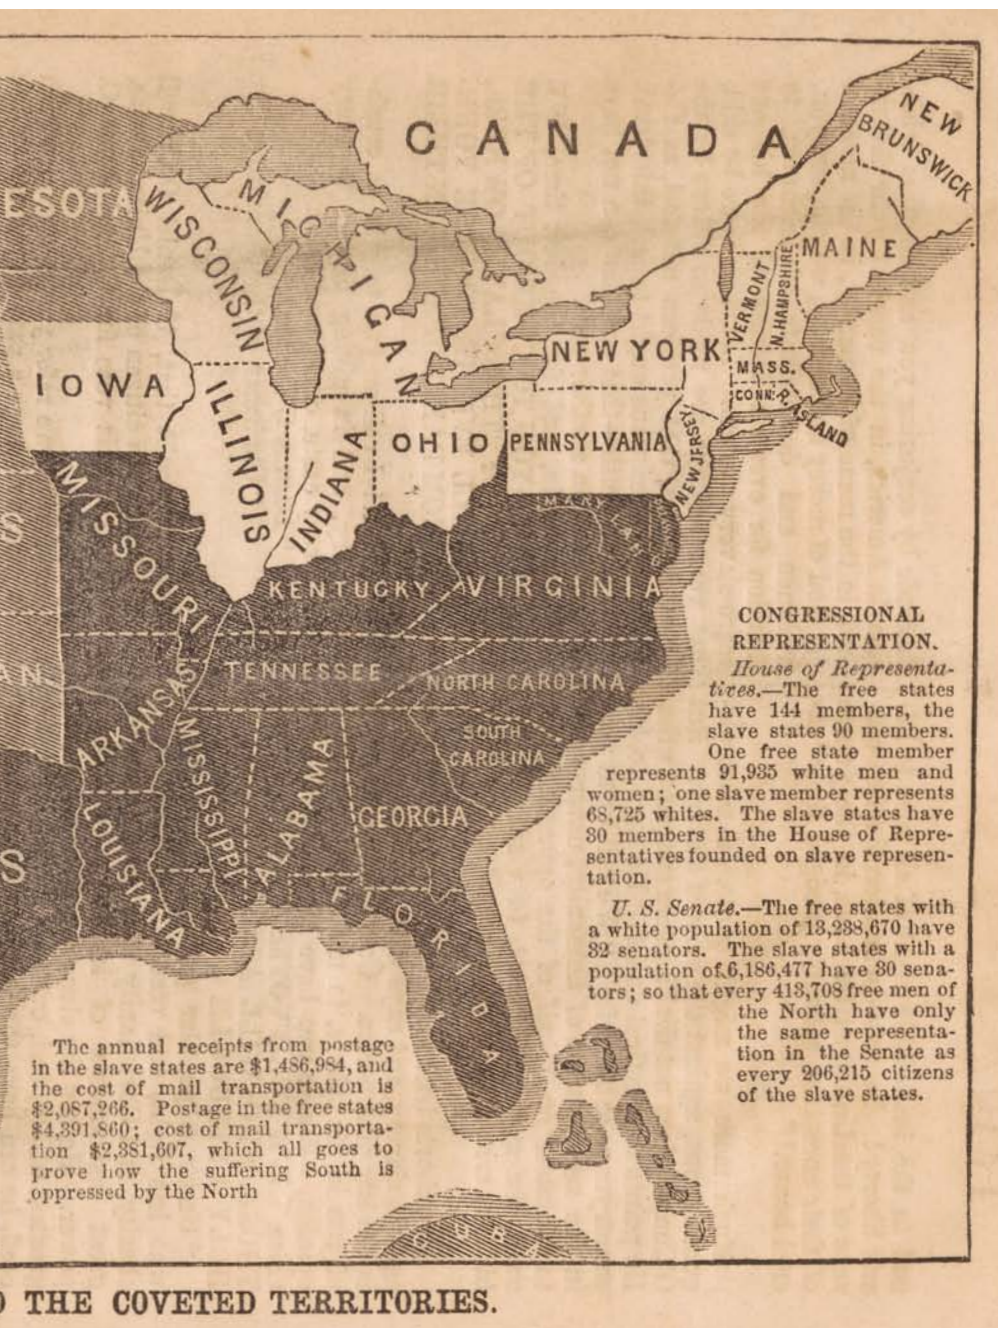 CANADA
NEW
BRUNSWICK
ESOTA
WISCONSIN
MICHIGAN
MAINE
VERMONT
N.HAMPSHIRE
NEW YORK
MASS.
CONN.
R. ISLAND
IOWA
ILLINOIS
INDIANA
OHIO
PENNSYLVANIA
NEW JERSEY
MISSOURI
S
MARYLAND
KENTUCKY
VIRGINIA
AN
ARKANSAS
TENNESSEE
NORTH CAROLINA
SOUTH
CAROLINA
MISSISSIPPI
ALABAMA
GEORGIA
S
LOUISIANA
FLORIDA
CUBA
CONGRESSIONAL
REPRESENTATION.
House of Representa-
tives.—The free states
have 144 members, the
slave states 90 members.
One free state member
represents 91,935 white men and
women; one slave member represents
68,725 whites. The slave states have
30 members in the House of Repre-
sentatives founded on slave represen-
tation.
U. S. Senate.—The free states with
a white population of 13,238,670 have
32 senators. The slave states with a
population of 6,186,477 have 30 sena-
tors; so that every 413,708 free men of
the North have only
the same representa-
tion in the Senate as
every 206,215 citizens
of the slave states.
The annual receipts from postage
in the slave states are $1,486,984, and
the cost of mail transportation is
$2,087,266. Postage in the free states
$4,391,860; cost of mail transporta-
tion $2,381,607, which all goes to
prove how the suffering South is
oppressed by the North
THE COVETED TERRITORIES.